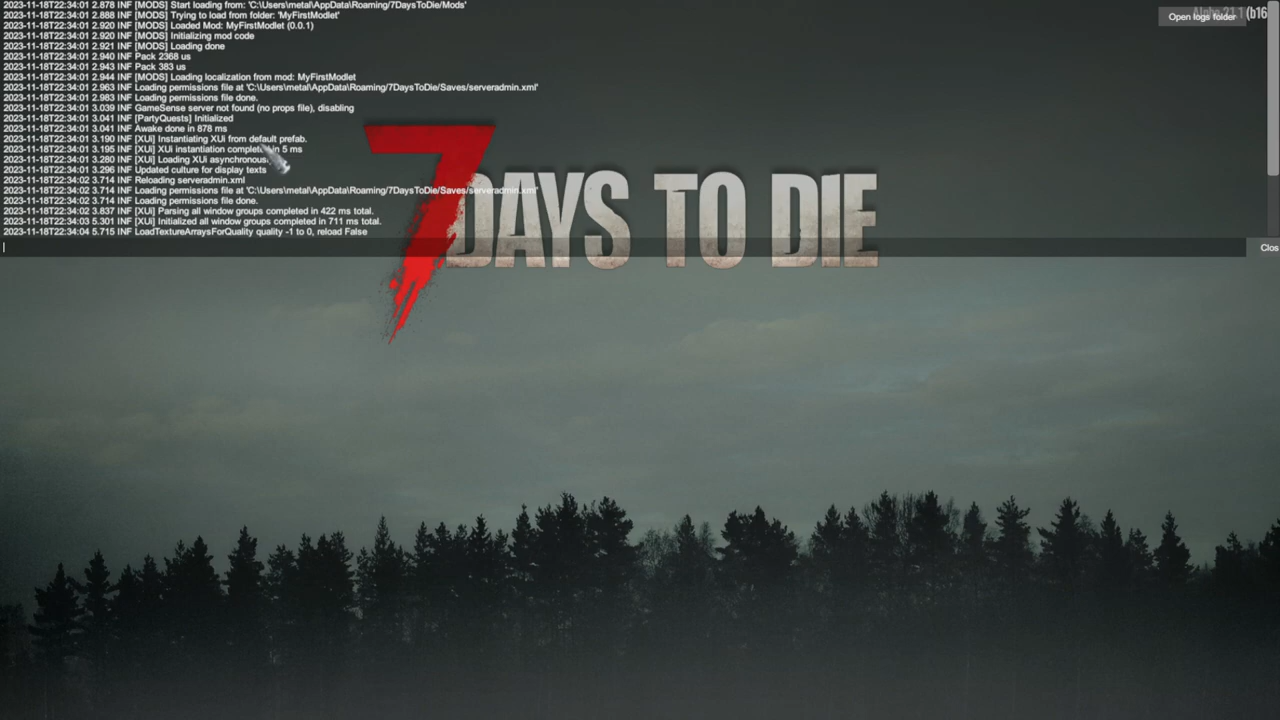 2023-11-18T22:34:01 2.878 INF [MODS] Start loading from: 'C:\Users\metal\AppData\Roaming/7DaysToDie/Mods'
2023-11-18T22:34:01 2.888 INF [MODS] Trying to load from folder: 'MyFirstModlet'
2023-11-18T22:34:01 2.920 INF [MODS] Loaded Mod: MyFirstModlet (0.0.1)
2023-11-18T22:34:01 2.920 INF [MODS] Initializing mod code
2023-11-18T22:34:01 2.921 INF [MODS] Loading done
2023-11-18T22:34:01 2.940 INF Pack 2368 us
2023-11-18T22:34:01 2.943 INF Pack 383 us
2023-11-18T22:34:01 2.944 INF [MODS] Loading localization from mod: MyFirstModlet
2023-11-18T22:34:01 2.963 INF Loading permissions file at 'C:\Users\metal\AppData\Roaming/7DaysToDie/Saves/serveradmin.xml'
2023-11-18T22:34:01 2.983 INF Loading permissions file done.
2023-11-18T22:34:01 3.039 INF GameSense server not found (no props file), disabling
2023-11-18T22:34:01 3.041 INF [PartyQuests] Initialized
2023-11-18T22:34:01 3.041 INF Awake done in 878 ms
2023-11-18T22:34:01 3.190 INF [XUi] Instantiating XUi from default prefab.
2023-11-18T22:34:01 3.195 INF [XUi] XUi instantiation completed in 5 ms
2023-11-18T22:34:01 3.280 INF [XUi] Loading XUi asynchronous
2023-11-18T22:34:01 3.296 INF Updated culture for display texts
2023-11-18T22:34:02 3.714 INF Reloading serveradmin.xml
2023-11-18T22:34:02 3.714 INF Loading permissions file at 'C:\Users\metal\AppData\Roaming/7DaysToDie/Saves/serveradmin.xml'
2023-11-18T22:34:02 3.714 INF Loading permissions file done.
2023-11-18T22:34:02 3.837 INF [XUi] Parsing all window groups completed in 422 ms total.
2023-11-18T22:34:03 5.301 INF [XUi] Initialized all window groups completed in 711 ms total.
2023-11-18T22:34:04 5.715 INF LoadTextureArraysForQuality quality -1 to 0, reload False
Open logs folder
(b16
Clos
7 DAYS TO DIE